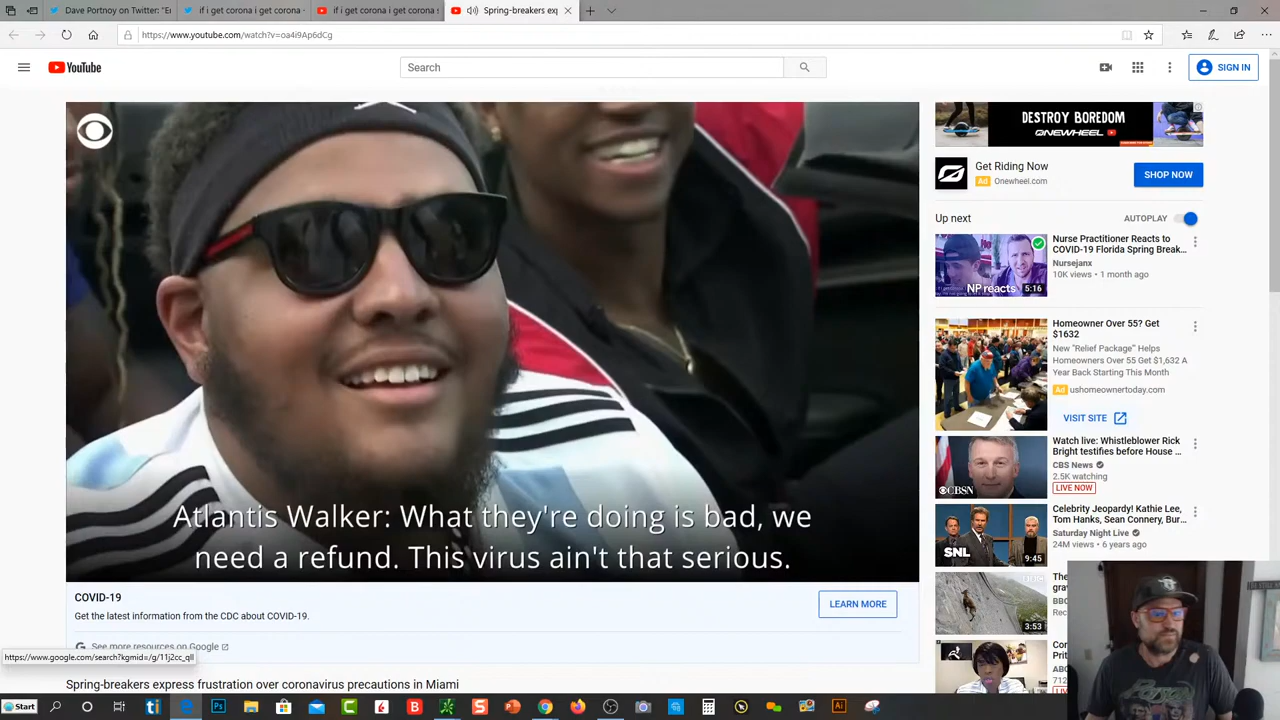 Dave Portnoy on Twitter: "Em
if i get corona i get corona
if i get corona i get corona
Spring-breakers exp
https://www.youtube.com/watch?v=oa4i9Ap6dCg
YouTube
Search
SIGN IN
DESTROY BOREDOM
ONEWHEEL
Get Riding Now
Ad Onewheel.com
SHOP NOW
Up next
AUTOPLAY
Nurse Practitioner Reacts to
COVID-19 Florida Spring Break...
Nursejanx
10K views • 1 month ago
NP reacts
5:16
Homeowner Over 55? Get
$1632
New "Relief Package" Helps
Homeowners Over 55 Get $1,632 A
Year Back Starting This Month
Ad ushomeownertoday.com
VISIT SITE
Watch live: Whistleblower Rick
Bright testifies before House ...
CBS News
2.5K watching
LIVE NOW
CBSN
Celebrity Jeopardy! Kathie Lee,
Tom Hanks, Sean Connery, Bur...
Saturday Night Live
24M views • 6 years ago
SNL
9:45
3:53
Atlantis Walker: What they're doing is bad, we
need a refund. This virus ain't that serious.
COVID-19
Get the latest information from the CDC about COVID-19.
LEARN MORE
See more resources on Google
https://www.google.com/search?kgmid=/g/11j2cc_qll
Spring-breakers express frustration over coronavirus precautions in Miami
Start